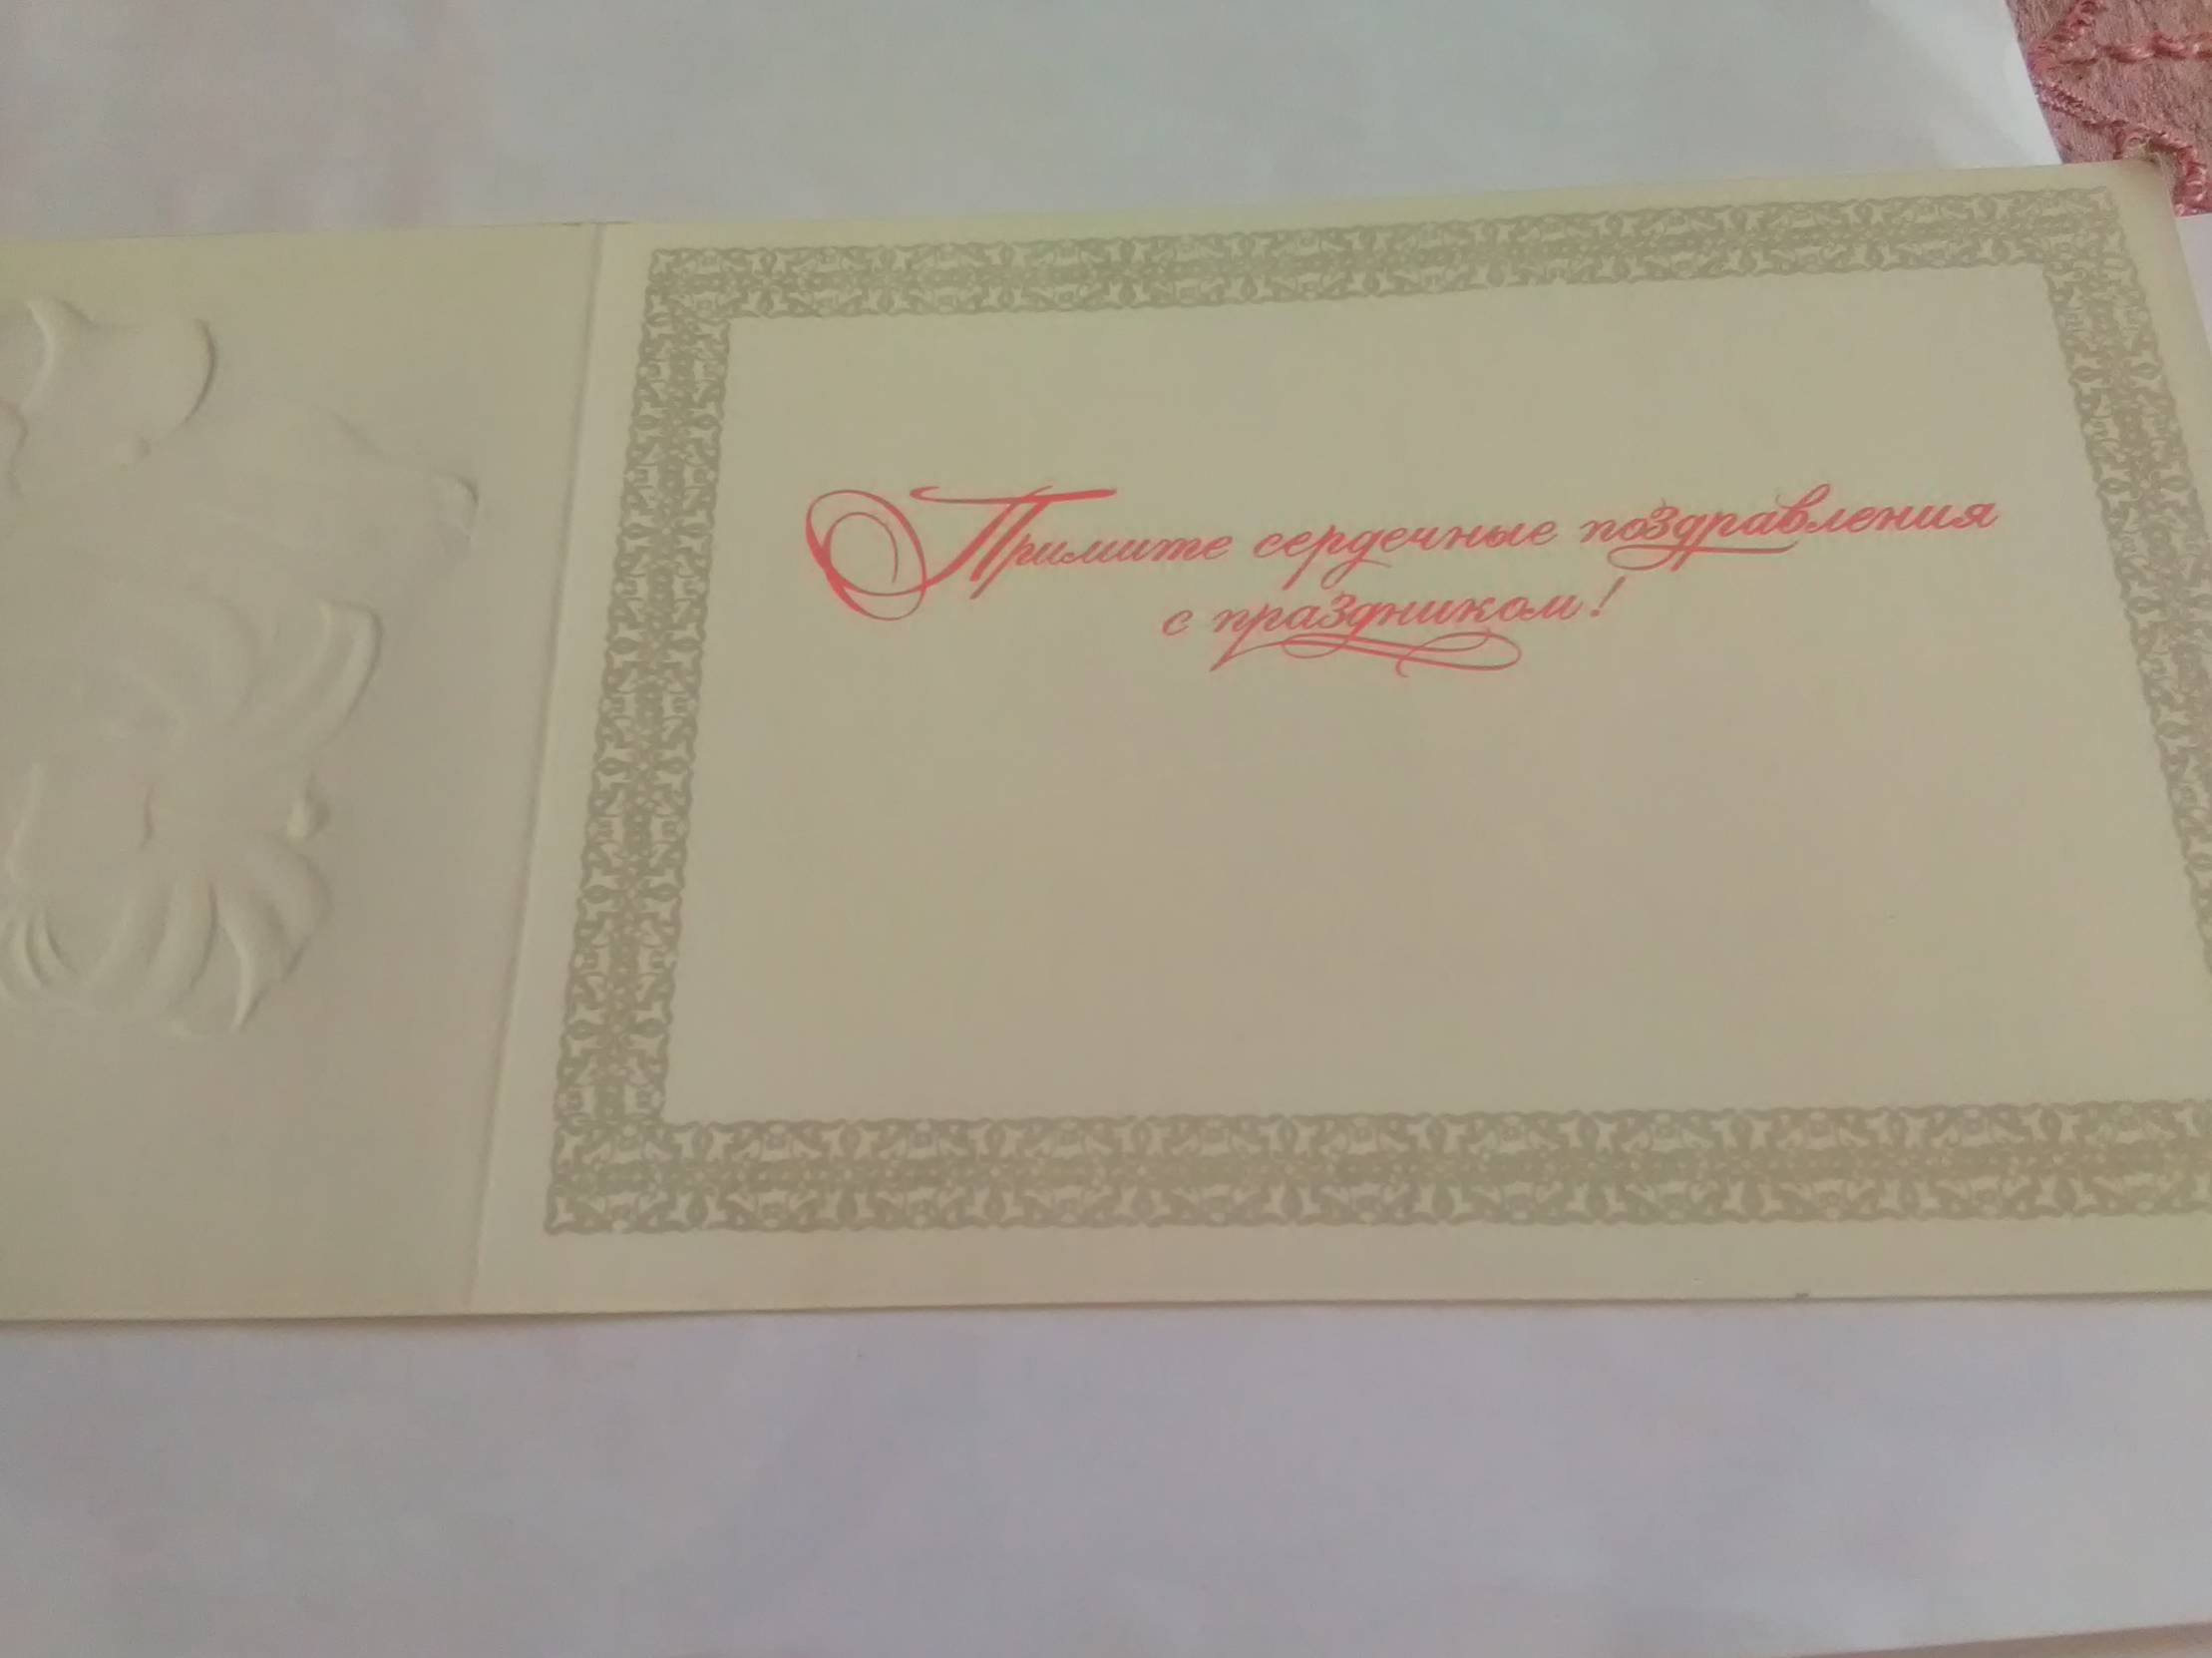 Примите сердечные поздравления
с праздником!